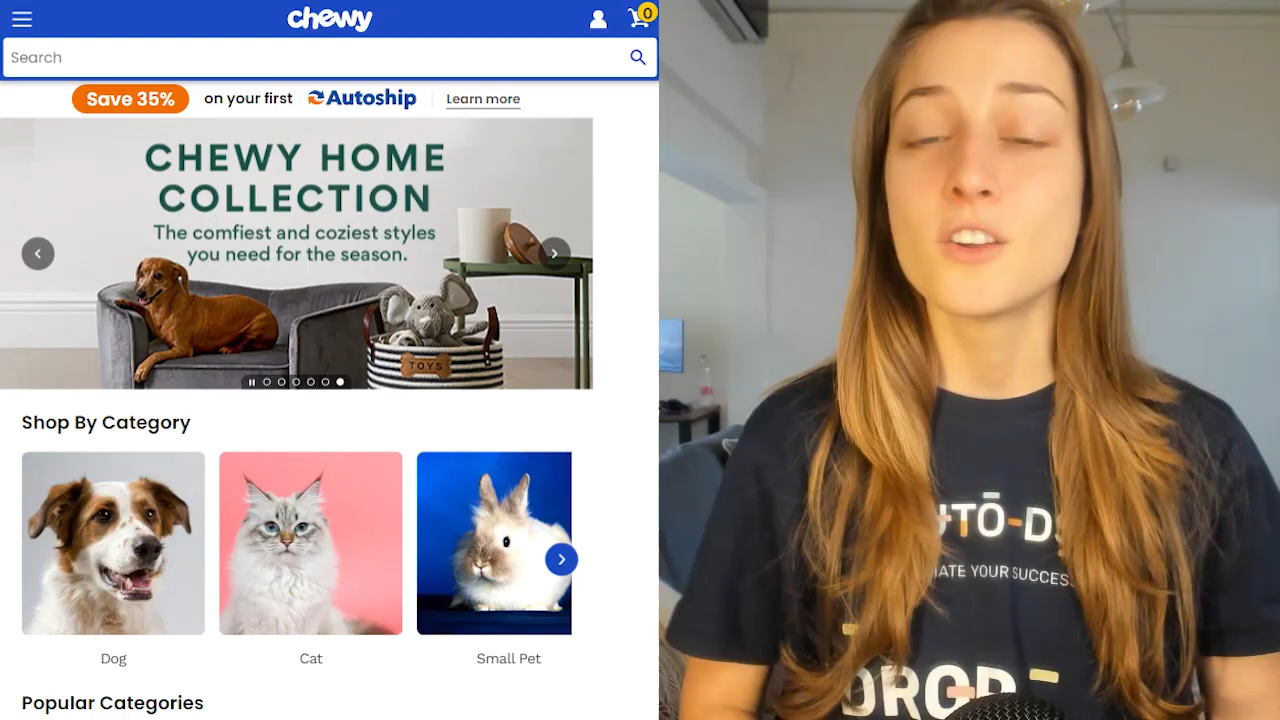 chewy
0
Search
Save 35% on your first Autoship Learn more
CHEWY HOME
COLLECTION
The comfiest and coziest styles
you need for the season.
TOYS
Shop By Category
Dog Cat Small Pet
Popular Categories